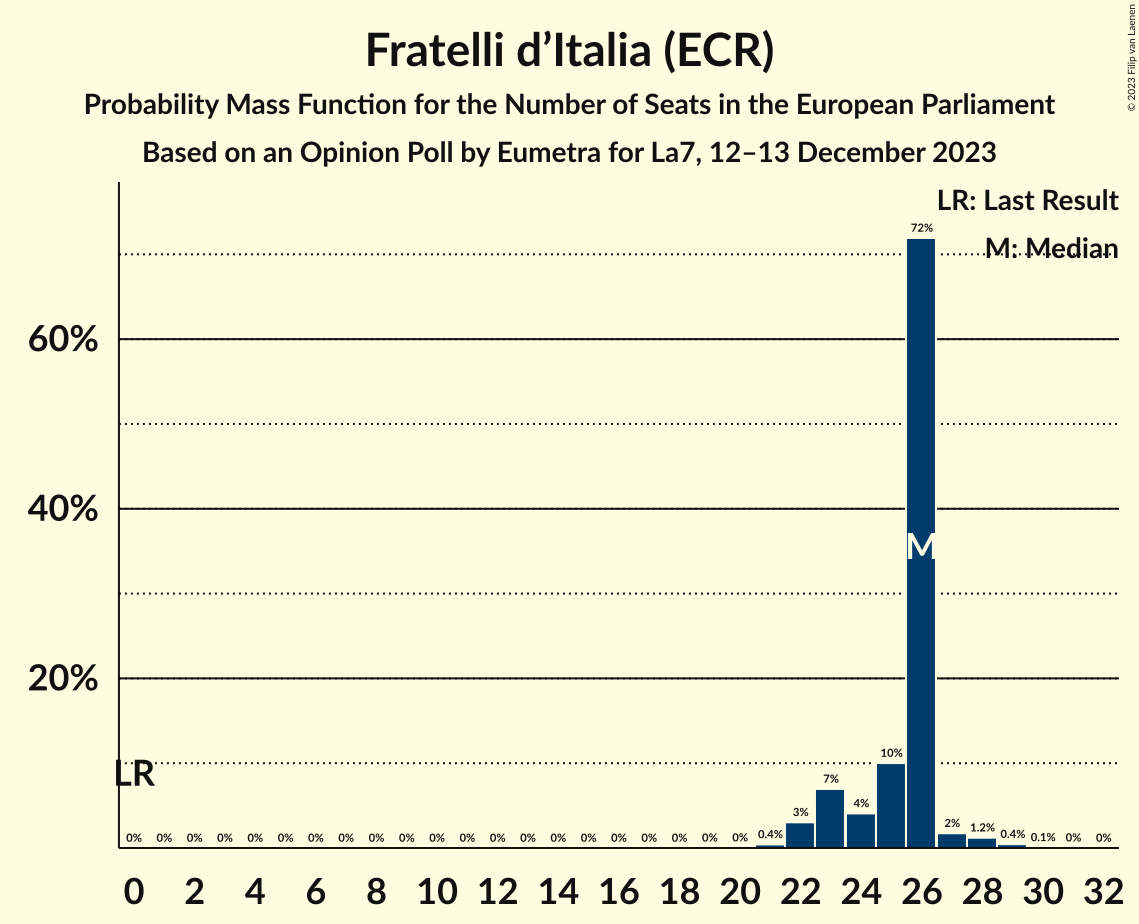 Fratelli d’Italia (ECR)
Probability Mass Function for the Number of Seats in the European Parliament
Based on an Opinion Poll by Eumetra for La7, 12–13 December 2023
© 2023 Filip van Laenen
LR: Last Result
M: Median
72%
60%
40%
M
20%
LR
10%
7%
4%
3%
2%
1.2%
0% 0% 0% 0% 0% 0% 0% 0% 0% 0% 0% 0% 0% 0% 0% 0% 0% 0% 0% 0% 0% 0.4% 0.4% 0.1% 0% 0%
0 2 4 6 8 10 12 14 16 18 20 22 24 26 28 30 32